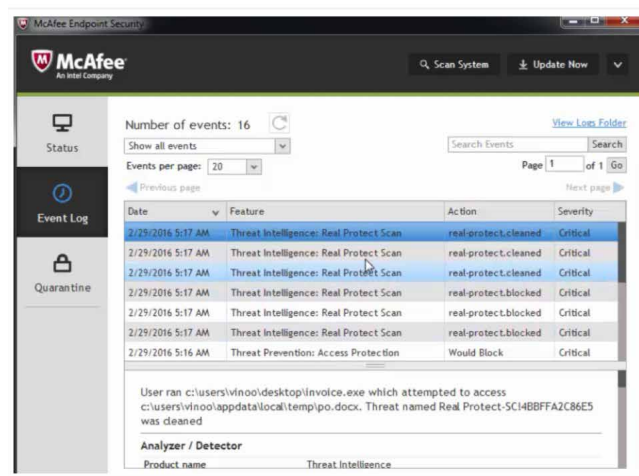 McAfee Endpoint Security
McAfee
An Intel Company
Scan System
Update Now
Status
Event Log
Quarantine
Number of events: 16
View Logs Folder
Show all events
Search Events
Search
Events per page: 20
Page 1 of 1 Go
Previous page
Next page
Date Feature Action Severity
2/29/2016 5:17 AM Threat Intelligence: Real Protect Scan real-protect.cleaned Critical
2/29/2016 5:17 AM Threat Intelligence: Real Protect Scan real-protect.cleaned Critical
2/29/2016 5:17 AM Threat Intelligence: Real Protect Scan real-protect.cleaned Critical
2/29/2016 5:17 AM Threat Intelligence: Real Protect Scan real-protect.blocked Critical
2/29/2016 5:17 AM Threat Intelligence: Real Protect Scan real-protect.blocked Critical
2/29/2016 5:17 AM Threat Intelligence: Real Protect Scan real-protect.blocked Critical
2/29/2016 5:16 AM Threat Prevention: Access Protection Would Block Critical
User ran c:\users\vinoo\desktop\invoice.exe which attempted to access
c:\users\vinoo\appdata\local\temp\po.docx. Threat named Real Protect-SCI4BBFFA2C86E5
was cleaned
Analyzer / Detector
Product name Threat Intelligence